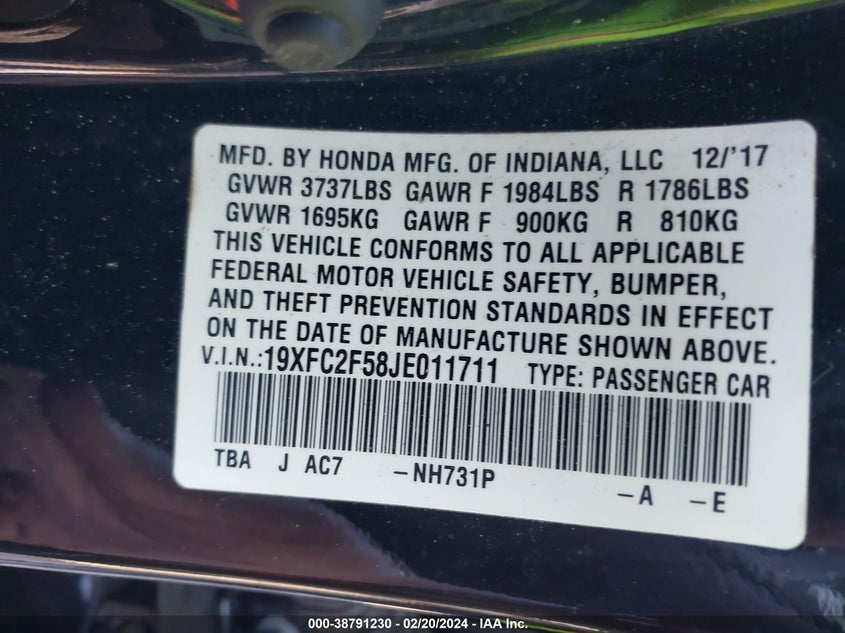 MFD. BY HONDA MFG. OF INDIANA, LLC 12/'17
GVWR 3737LBS GAWR F 1984LBS R 1786LBS
GVWR 1695KG GAWR F 900KG R 810KG
THIS VEHICLE CONFORMS TO ALL APPLICABLE
FEDERAL MOTOR VEHICLE SAFETY, BUMPER,
AND THEFT PREVENTION STANDARDS IN EFFECT
ON THE DATE OF MANUFACTURE SHOWN ABOVE.
V.I.N.:19XFC2F58JE011711 TYPE: PASSENGER CAR
TBA J AC7 -NH731P -A -E
000-38791230 - 02/20/2024 - IAA Inc.